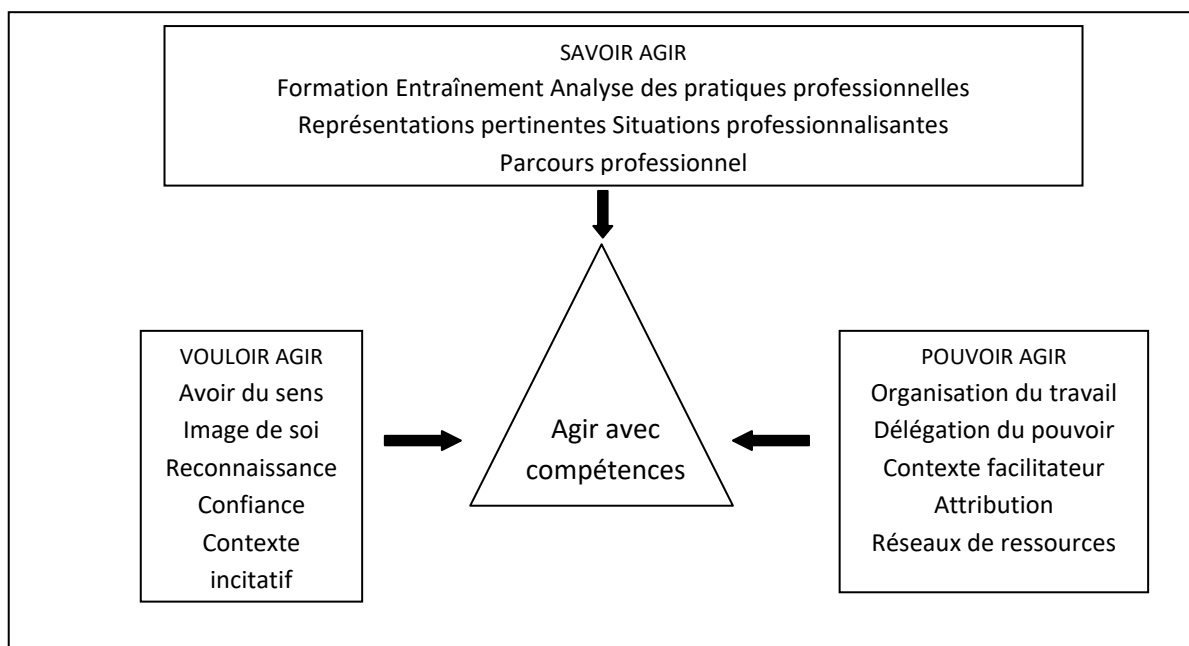 SAVOIR AGIR
Formation Entraînement Analyse des pratiques professionnelles
Représentations pertinentes Situations professionnalisantes
Parcours professionnel
VOULOIR AGIR
Avoir du sens
Image de soi
Reconnaissance
Confiance
Contexte
incitatif
Agir avec
compétences
POUVOIR AGIR
Organisation du travail
Délégation du pouvoir
Contexte facilitateur
Attribution
Réseaux de ressources